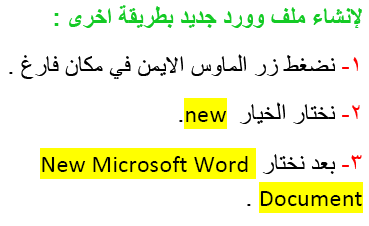 لإنشاء ملف وورد جديد بطريقة اخرى :
١- نضغط زر الماوس الايمن في مكان فارغ .
٢- نختار الخيار new.
٣- بعد نختار New Microsoft Word
Document .